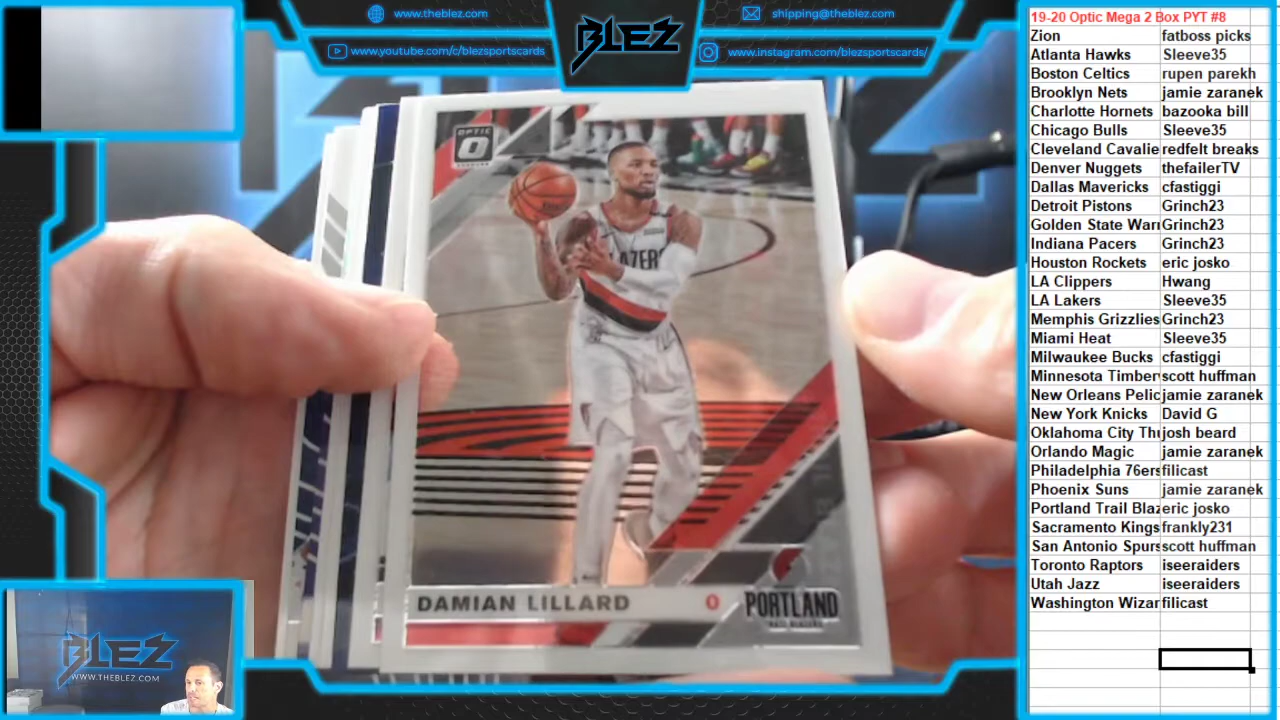 www.theblez.com
shipping@theblez.com
www.youtube.com/c/blezsportscards
www.instagram.com/blezsportscards/
BLEZ
OPTIC
DAMIAN LILLARD 0 PORTLAND
TRAIL BLAZERS
BLEZ
WWW.THEBLEZ.COM
19-20 Optic Mega 2 Box PYT #8
Zion fatboss picks
Atlanta Hawks Sleeve35
Boston Celtics rupen parekh
Brooklyn Nets jamie zaranek
Charlotte Hornets bazooka bill
Chicago Bulls Sleeve35
Cleveland Cavalie redfelt breaks
Denver Nuggets thefailerTV
Dallas Mavericks cfastiggi
Detroit Pistons Grinch23
Golden State Warr Grinch23
Indiana Pacers Grinch23
Houston Rockets eric josko
LA Clippers Hwang
LA Lakers Sleeve35
Memphis Grizzlies Grinch23
Miami Heat Sleeve35
Milwaukee Bucks cfastiggi
Minnesota Timber scott huffman
New Orleans Pelic jamie zaranek
New York Knicks David G
Oklahoma City Thu josh beard
Orlando Magic jamie zaranek
Philadelphia 76ers filicast
Phoenix Suns jamie zaranek
Portland Trail Blaz eric josko
Sacramento Kings frankly231
San Antonio Spurs scott huffman
Toronto Raptors iseeraiders
Utah Jazz iseeraiders
Washington Wizar filicast